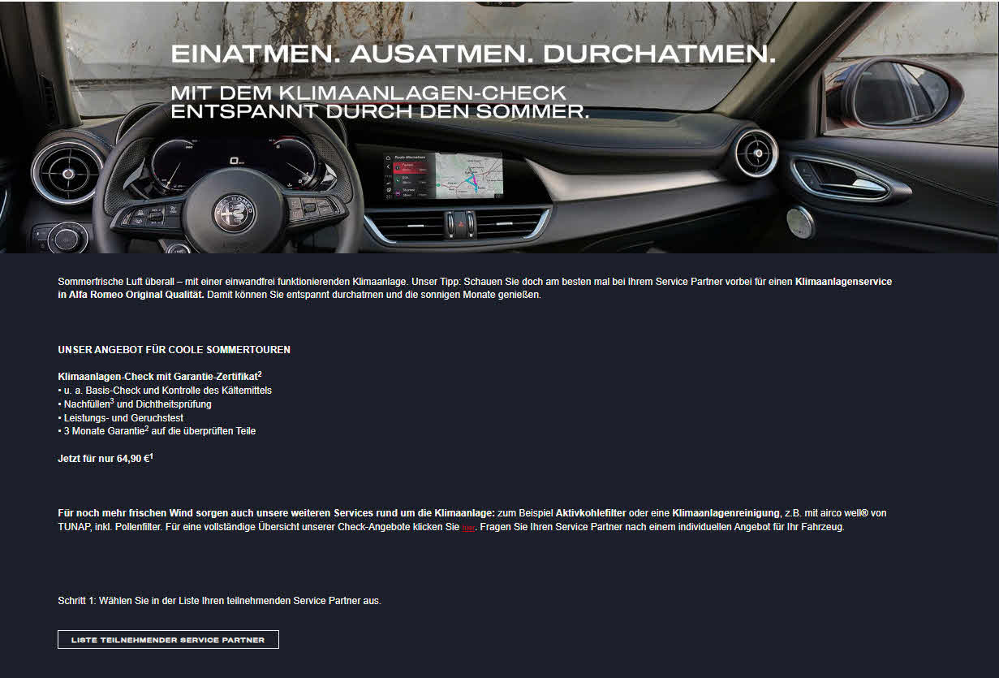 EINATMEN. AUSATMEN. DURCHATMEN.
MIT DEM KLIMAANLAGEN-CHECK
ENTSPANNT DURCH DEN SOMMER.
Route Alternatives
ALFA ROMEO
Sommerfrische Luft überall – mit einer einwandfrei funktionierenden Klimaanlage. Unser Tipp: Schauen Sie doch am besten mal bei Ihrem Service Partner vorbei für einen Klimaanlagenservice
in Alfa Romeo Original Qualität. Damit können Sie entspannt durchatmen und die sonnigen Monate genießen.
UNSER ANGEBOT FÜR COOLE SOMMERTOUREN
Klimaanlagen-Check mit Garantie-Zertifikat²
• u. a. Basis-Check und Kontrolle des Kältemittels
• Nachfüllen³ und Dichtheitsprüfung
• Leistungs- und Geruchstest
• 3 Monate Garantie² auf die überprüften Teile
Jetzt für nur 64,90 €¹
Für noch mehr frischen Wind sorgen auch unsere weiteren Services rund um die Klimaanlage: zum Beispiel Aktivkohlefilter oder eine Klimaanlagenreinigung, z.B. mit airco well® von
TUNAP, inkl. Pollenfilter. Für eine vollständige Übersicht unserer Check-Angebote klicken Sie hier. Fragen Sie Ihren Service Partner nach einem individuellen Angebot für Ihr Fahrzeug.
Schritt 1: Wählen Sie in der Liste Ihren teilnehmenden Service Partner aus.
LISTE TEILNEHMENDER SERVICE PARTNER